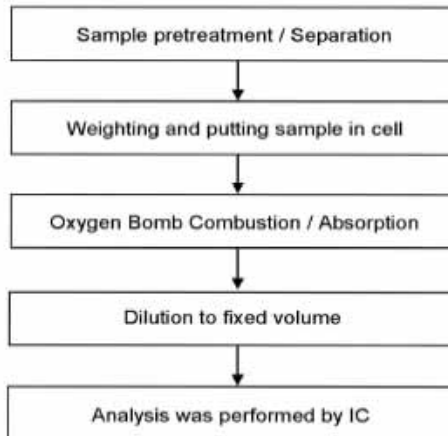 Sample pretreatment / Separation
Weighting and putting sample in cell
Oxygen Bomb Combustion / Absorption
Dilution to fixed volume
Analysis was performed by IC